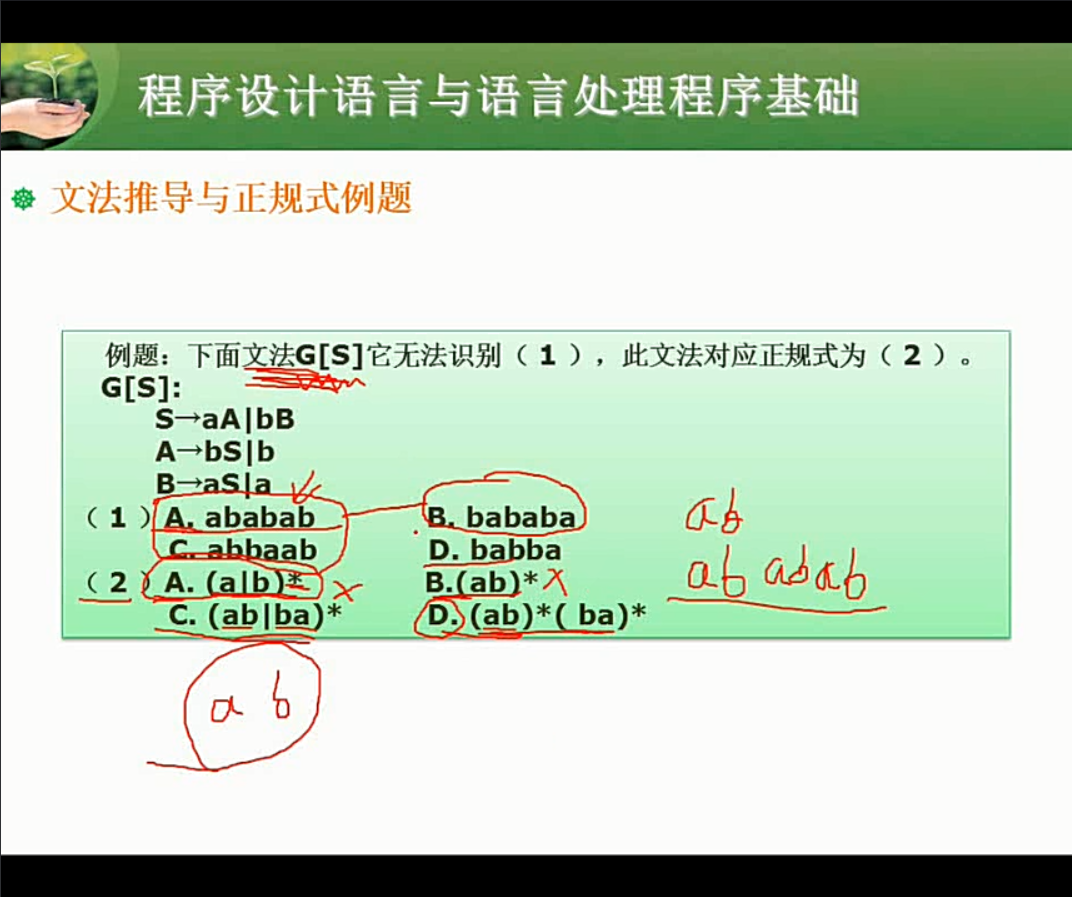 程序设计语言与语言处理程序基础
文法推导与正规式例题
例题：下面文法G[S]它无法识别（ 1 ），此文法对应正规式为（ 2 ）。
G[S]:
S→aA|bB
A→bS|b
B→aS|a
（ 1 ）A. ababab B. bababa
C. abbaab D. babba
（ 2 ）A. (a|b)* B.(ab)*
C. (ab|ba)* D. (ab)*( ba)*
ab
ab abab
a b